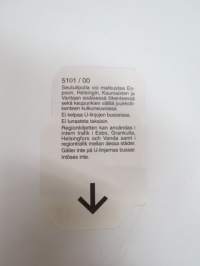 5101 / 00
Seutulipulla voi matkustaa Es-
poon, Helsingin, Kauniaisten ja
Vantaan sisäisessä liikenteessä
sekä kaupunkien välillä joukkolii-
kenteen kulkuneuvoissa.
Ei kelpaa U-linjojen busseissa.
Ei lunasteta takaisin.
Regionbiljetten kan användas i
intern trafik i Esbo, Grankulla,
Helsingfors och Vanda samt i
regiontrafik mellan dessa städer.
Gäller inte på U-linjernas bussar.
Inlöses inte.